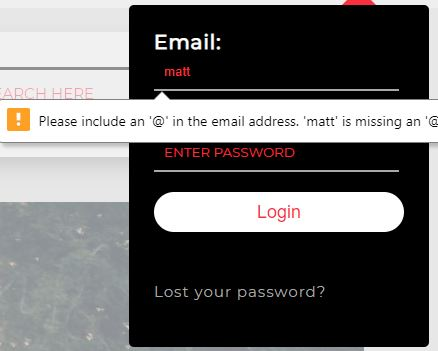 Email:
matt
EARCH HERE
Please include an '@' in the email address. 'matt' is missing an '@
ENTER PASSWORD
Login
Lost your password?